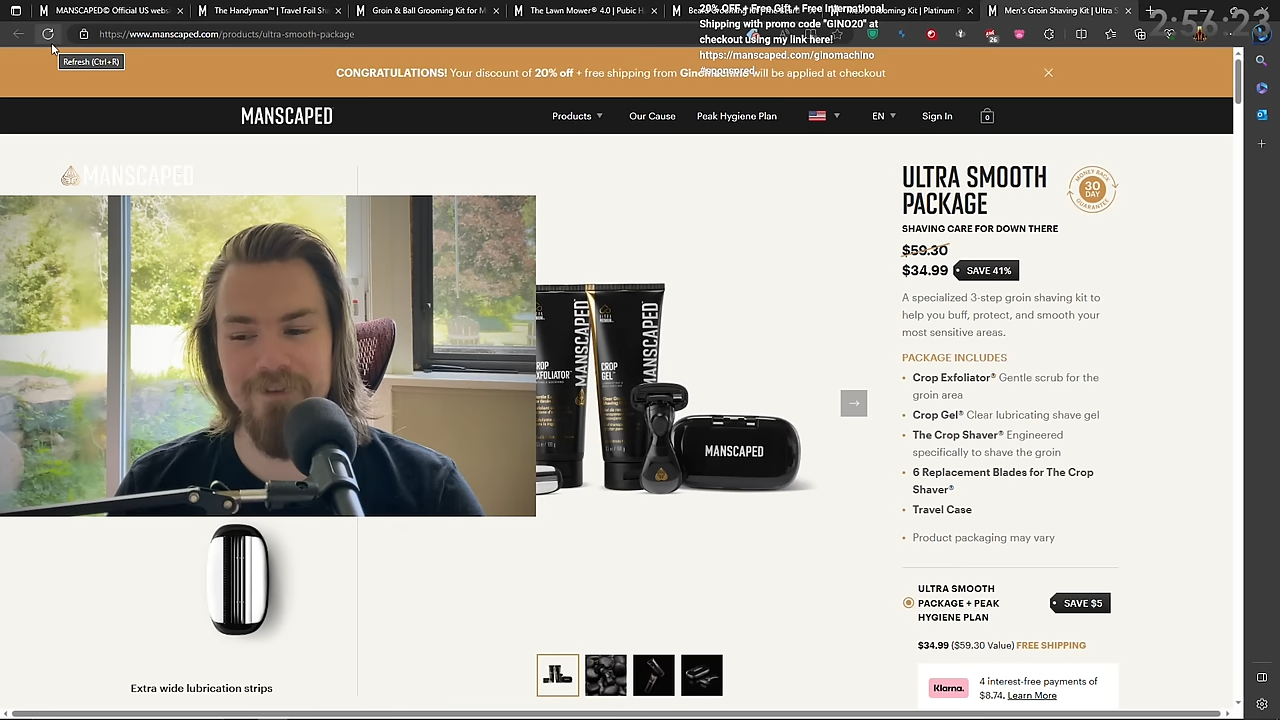 MANSCAPED© Official US webs
The Handyman™ | Travel Foil Sha
Groin & Ball Grooming Kit for M
The Lawn Mower® 4.0 | Pubic H
ing Kit | Platinum P
Men's Groin Shaving Kit | Ultra S
2:56:2
https://www.manscaped.com/products/ultra-smooth-package
20% OFF + Free Gift + Free International
Shipping with promo code "GINO20" at
checkout using my link here!
https://manscaped.com/ginomachino
#sponsored
26
Refresh (Ctrl+R)
CONGRATULATIONS! Your discount of 20% off + free shipping from will be applied at checkout
MANSCAPED
Products
Our Cause
Peak Hygiene Plan
EN
Sign In
0
MANSCAPED
ULTRA SMOOTH
PACKAGE
MONEY BACK
30
DAY
GUARANTEE
SHAVING CARE FOR DOWN THERE
$59.30
$34.99 SAVE 41%
A specialized 3-step groin shaving kit to
help you buff, protect, and smooth your
most sensitive areas.
PACKAGE INCLUDES
• Crop Exfoliator® Gentle scrub for the
groin area
• Crop Gel® Clear lubricating shave gel
• The Crop Shaver® Engineered
specifically to shave the groin
• 6 Replacement Blades for The Crop
Shaver®
• Travel Case
• Product packaging may vary
MANSCAPED
MANSCAPED
CROP
GEL
MANSCAPED
ULTRA SMOOTH
PACKAGE + PEAK
HYGIENE PLAN
SAVE $5
$34.99 ($59.30 Value) FREE SHIPPING
Klarna.
4 interest-free payments of
$8.74. Learn More
Extra wide lubrication strips